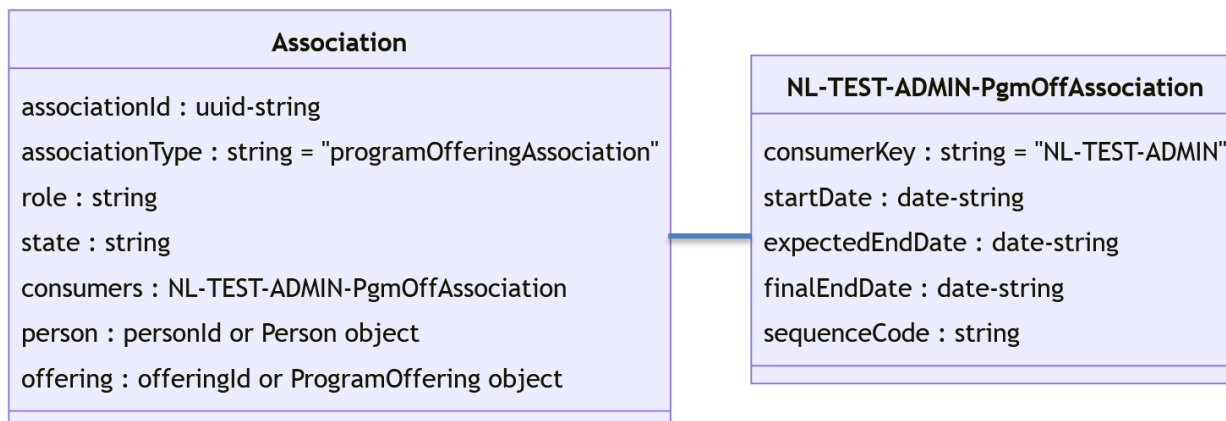 Association
associationId : uuid-string
associationType : string = "programOfferingAssociation"
role : string
state : string
consumers : NL-TEST-ADMIN-PgmOffAssociation
person : personId or Person object
offering : offeringId or ProgramOffering object
NL-TEST-ADMIN-PgmOffAssociation
consumerKey : string = "NL-TEST-ADMIN"
startDate : date-string
expectedEndDate : date-string
finalEndDate : date-string
sequenceCode : string